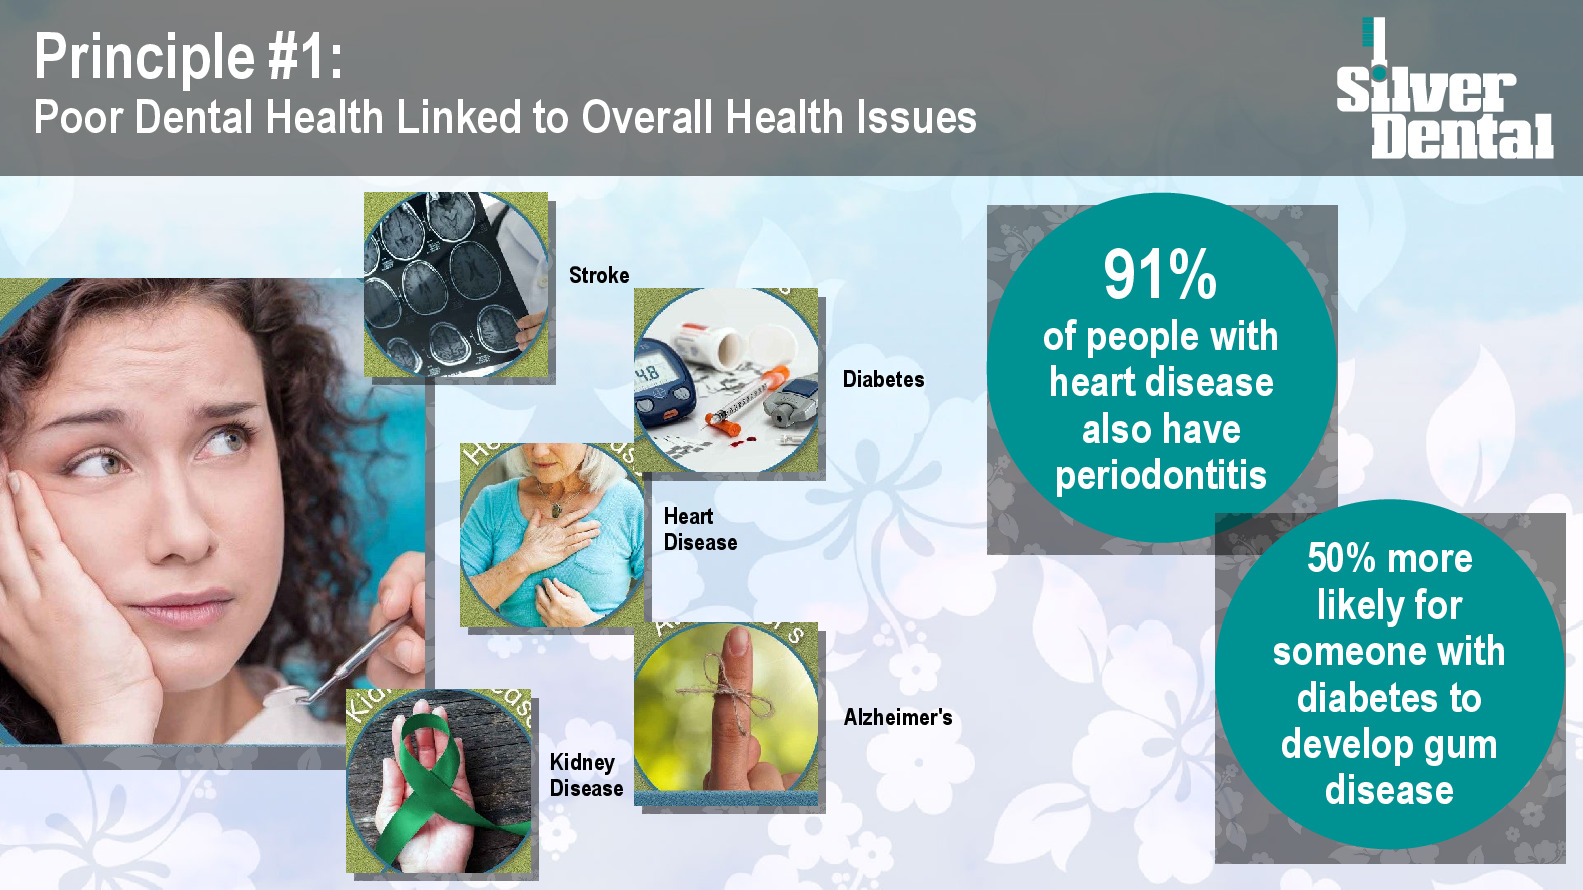 Principle #1:
Poor Dental Health Linked to Overall Health Issues
Silver
Dental
Stroke
Diabetes
Heart
Disease
Alzheimer's
Kidney
Disease
91%
of people with
heart disease
also have
periodontitis
50% more
likely for
someone with
diabetes to
develop gum
disease